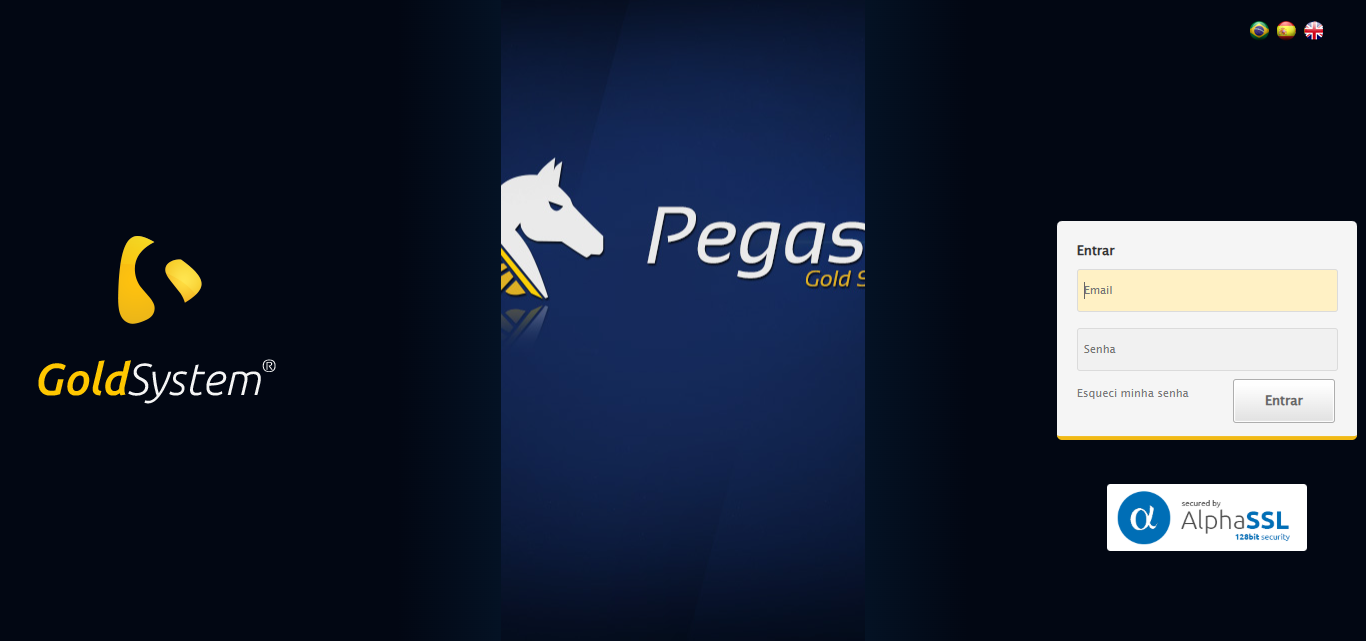 GoldSystem®
Pegas
Gold S
Entrar
Email
Senha
Esqueci minha senha
Entrar
secured by
α AlphaSSL
128bit security